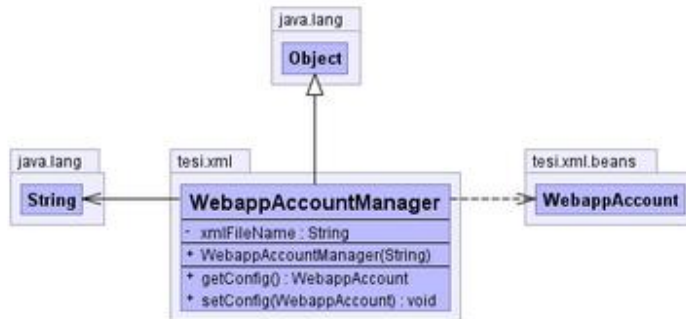 java.lang
Object
java.lang
String
tesi.xml
WebappAccountManager
- xmlFileName : String
+ WebappAccountManager(String)
+ getConfig() : WebappAccount
+ setConfig(WebappAccount) : void
tesi.xml.beans
WebappAccount